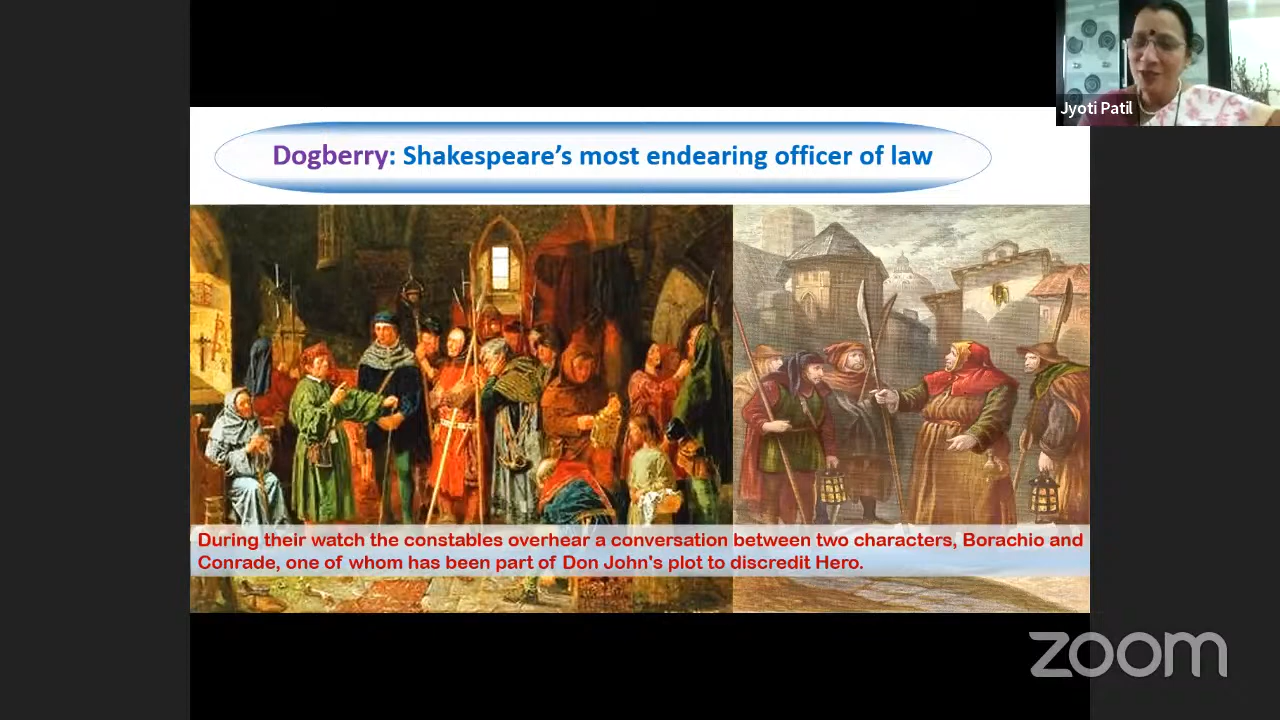 Jyoti Patil
Dogberry: Shakespeare's most endearing officer of law
During their watch the constables overhear a conversation between two characters, Borachio and
Conrade, one of whom has been part of Don John's plot to discredit Hero.
zoom